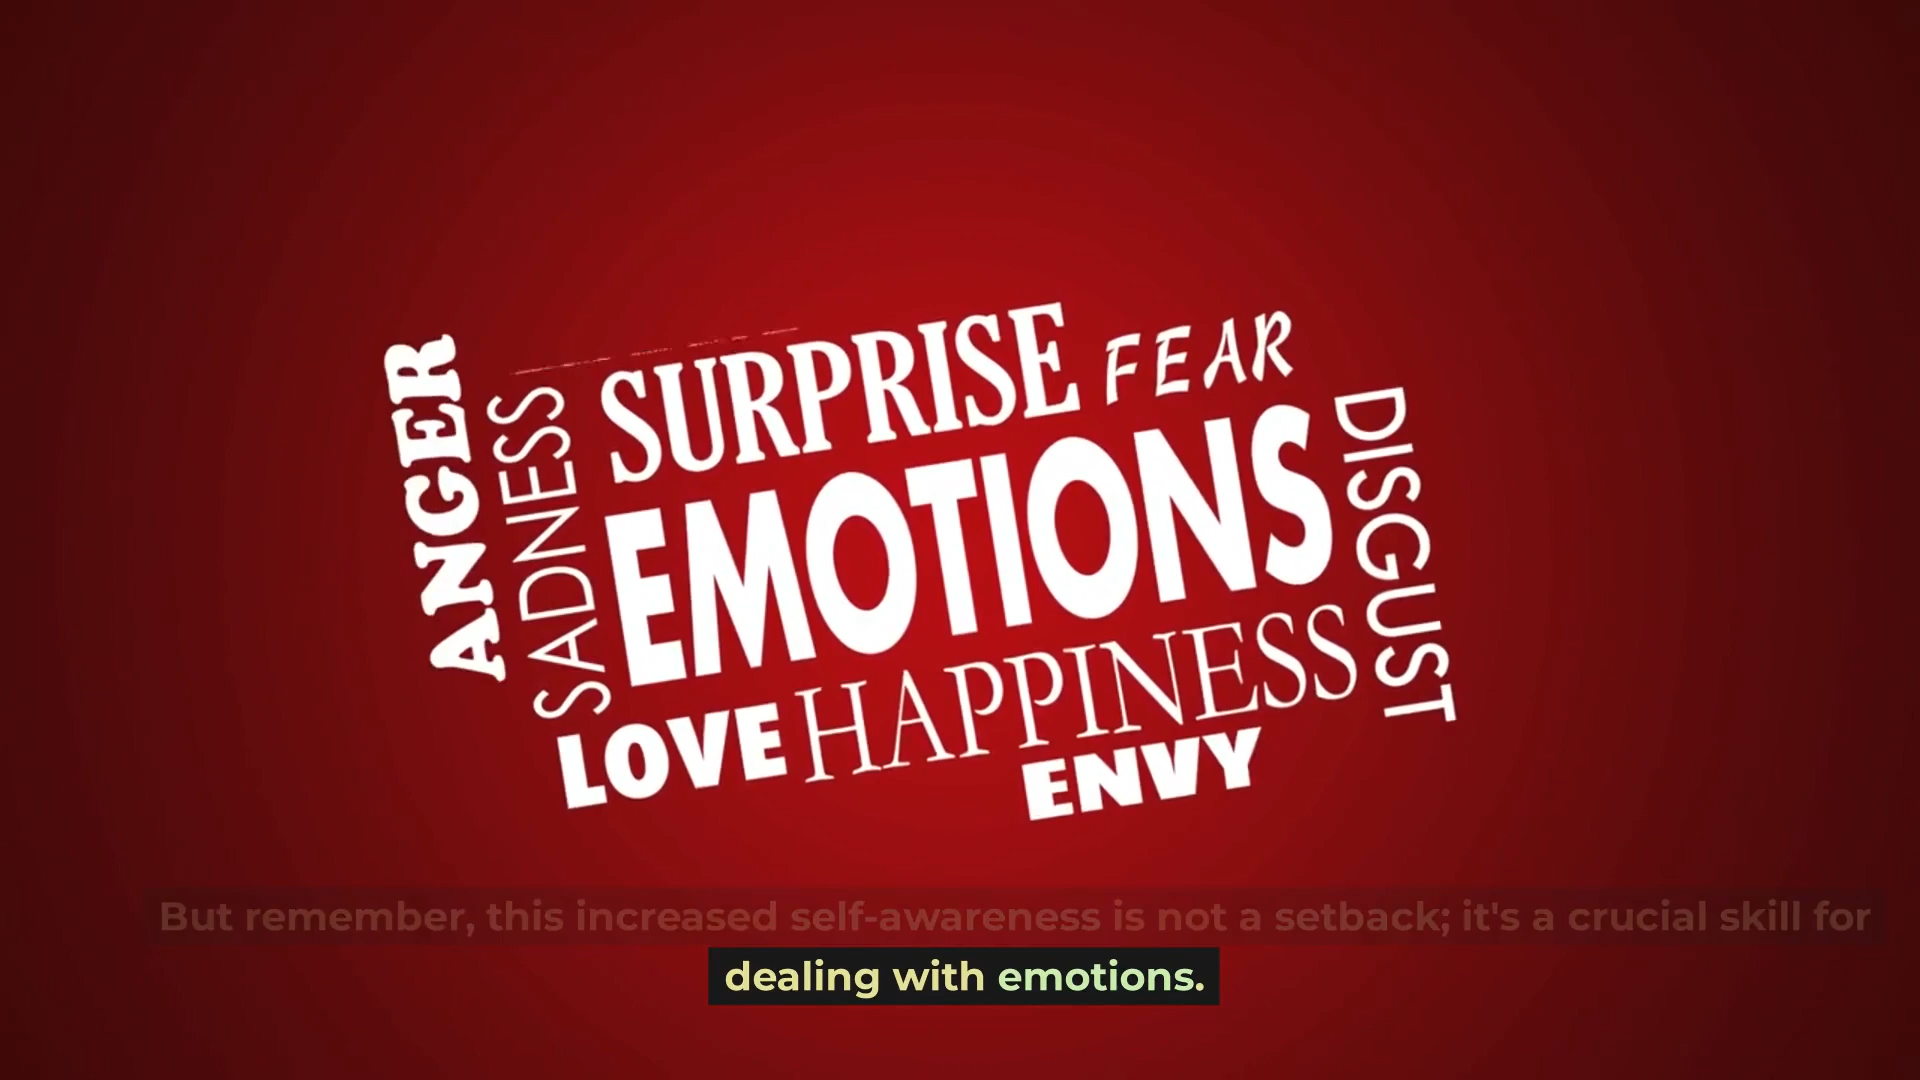 ANGER
SADNESS
SURPRISE
FEAR
EMOTIONS
DISGUST
LOVE
HAPPINESS
ENVY
But remember, this increased self-awareness is not a setback; it's a crucial skill for
dealing with emotions.